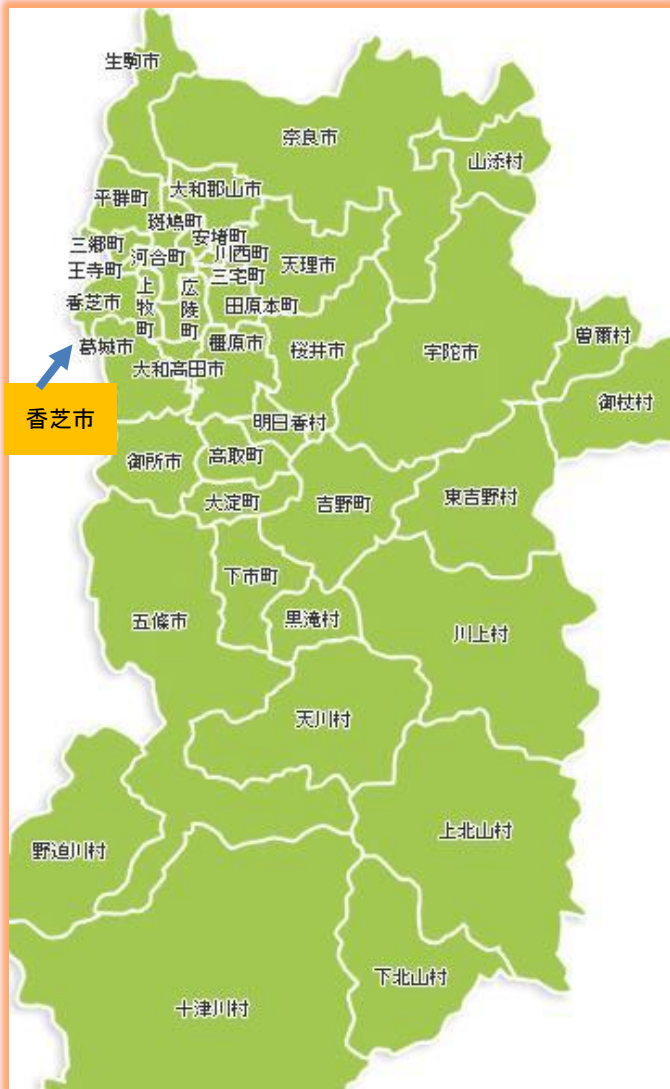 生駒市
奈良市
山添村
平群町
大和郡山市
斑鳩町
安堵町
三郷町
河合町
川西町
天理市
王寺町
三宅町
香芝市
上牧町
広陵町
田原本町
葛城市
橿原市
桜井市
宇陀市
曽爾村
大和高田市
御杖村
香芝市
明日香村
御所市
高取町
大淀町
吉野町
東吉野村
下市町
五條市
黒滝村
川上村
天川村
上北山村
野迫川村
下北山村
十津川村